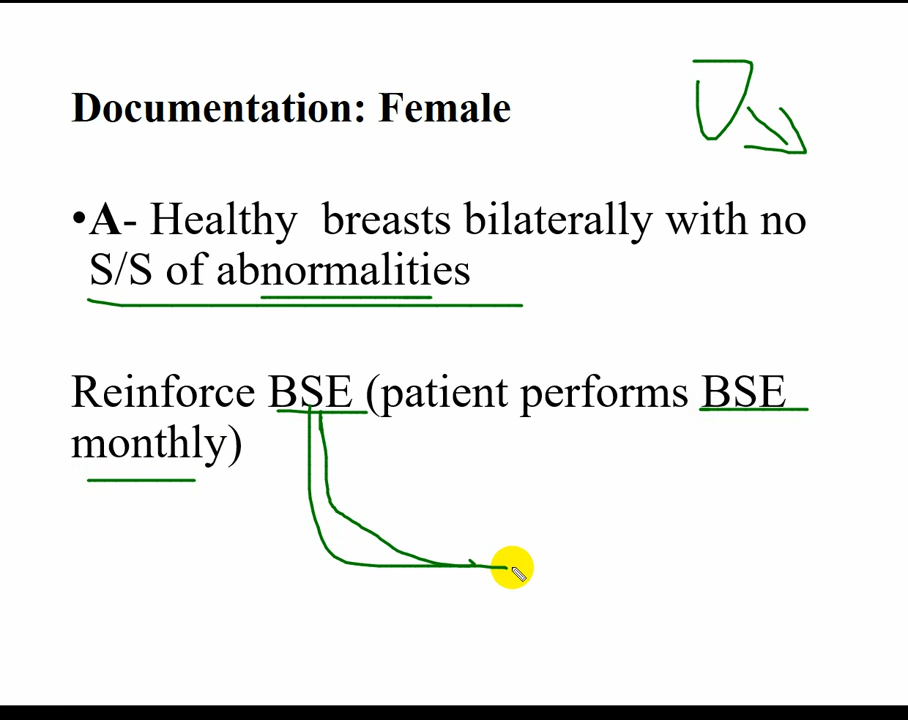 Documentation: Female
•A- Healthy breasts bilaterally with no
S/S of abnormalities
Reinforce BSE (patient performs BSE
monthly)